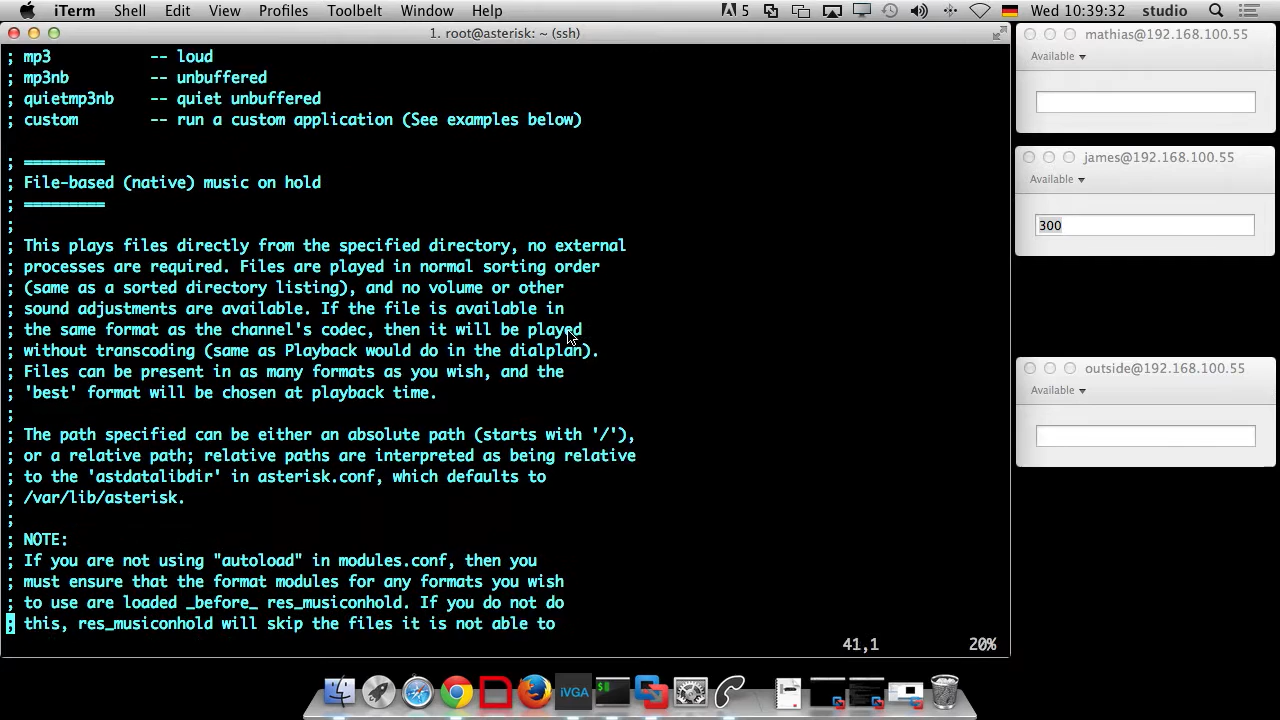 iTerm Shell Edit View Profiles Toolbelt Window Help 5 Wed 10:39:32 studio
1. root@asterisk: ~ (ssh)
; mp3 -- loud
; mp3nb -- unbuffered
; quietmp3nb -- quiet unbuffered
; custom -- run a custom application (See examples below)
; =========
; File-based (native) music on hold
; =========
;
; This plays files directly from the specified directory, no external
; processes are required. Files are played in normal sorting order
; (same as a sorted directory listing), and no volume or other
; sound adjustments are available. If the file is available in
; the same format as the channel's codec, then it will be played
; without transcoding (same as Playback would do in the dialplan).
; Files can be present in as many formats as you wish, and the
; 'best' format will be chosen at playback time.
;
; The path specified can be either an absolute path (starts with '/'),
; or a relative path; relative paths are interpreted as being relative
; to the 'astdatalibdir' in asterisk.conf, which defaults to
; /var/lib/asterisk.
;
; NOTE:
; If you are not using "autoload" in modules.conf, then you
; must ensure that the format modules for any formats you wish
; to use are loaded _before_ res_musiconhold. If you do not do
; this, res_musiconhold will skip the files it is not able to
41,1 20%
mathias@192.168.100.55
Available
james@192.168.100.55
Available
300
outside@192.168.100.55
Available
iVGA